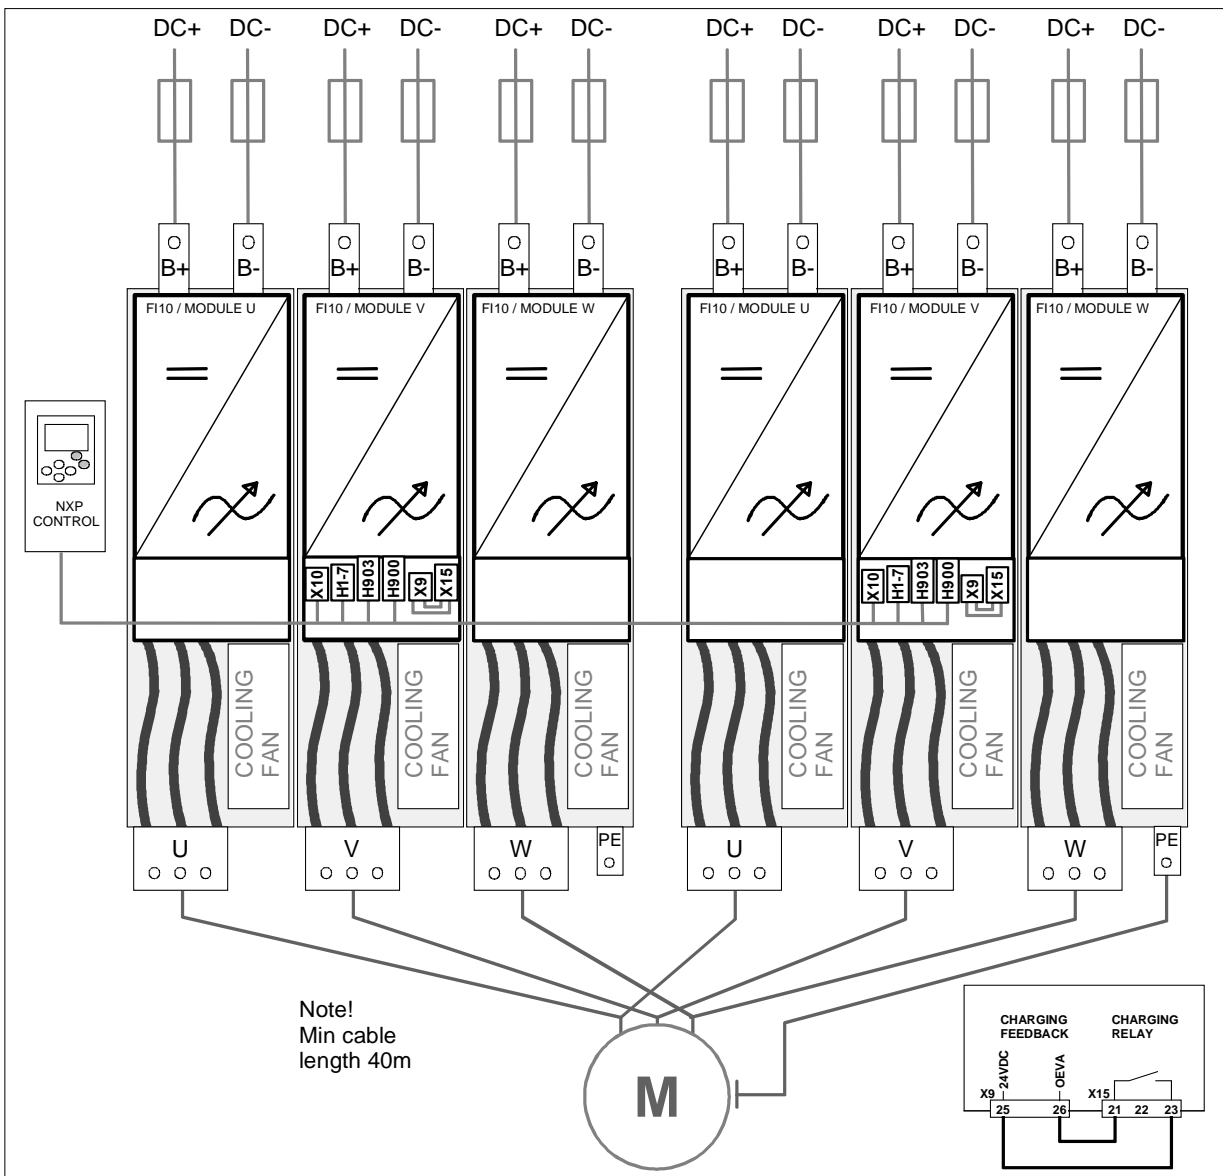 DC+ DC- DC+ DC- DC+ DC- DC+ DC- DC+ DC- DC+ DC-
B+ B- B+ B- B+ B- B+ B- B+ B- B+ B-
FI10 / MODULE U FI10 / MODULE V FI10 / MODULE W FI10 / MODULE U FI10 / MODULE V FI10 / MODULE W
NXP
CONTROL
X10 H1-7 H903 H900 X9 X15 X10 H1-7 H903 H900 X9 X15
COOLING
FAN
COOLING
FAN
COOLING
FAN
COOLING
FAN
COOLING
FAN
COOLING
FAN
U V W PE U V W PE
Note!
Min cable
length 40m
M
CHARGING
FEEDBACK
CHARGING
RELAY
24VDC
OEVA
X9
X15
25 26 21 22 23